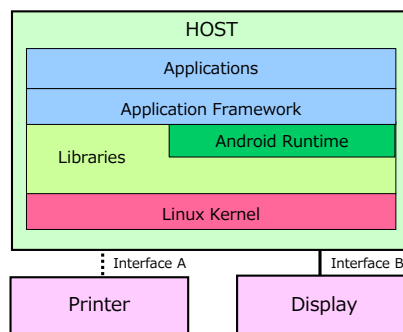 HOST
Applications
Application Framework
Android Runtime
Libraries
Linux Kernel
Interface A
Interface B
Printer
Display